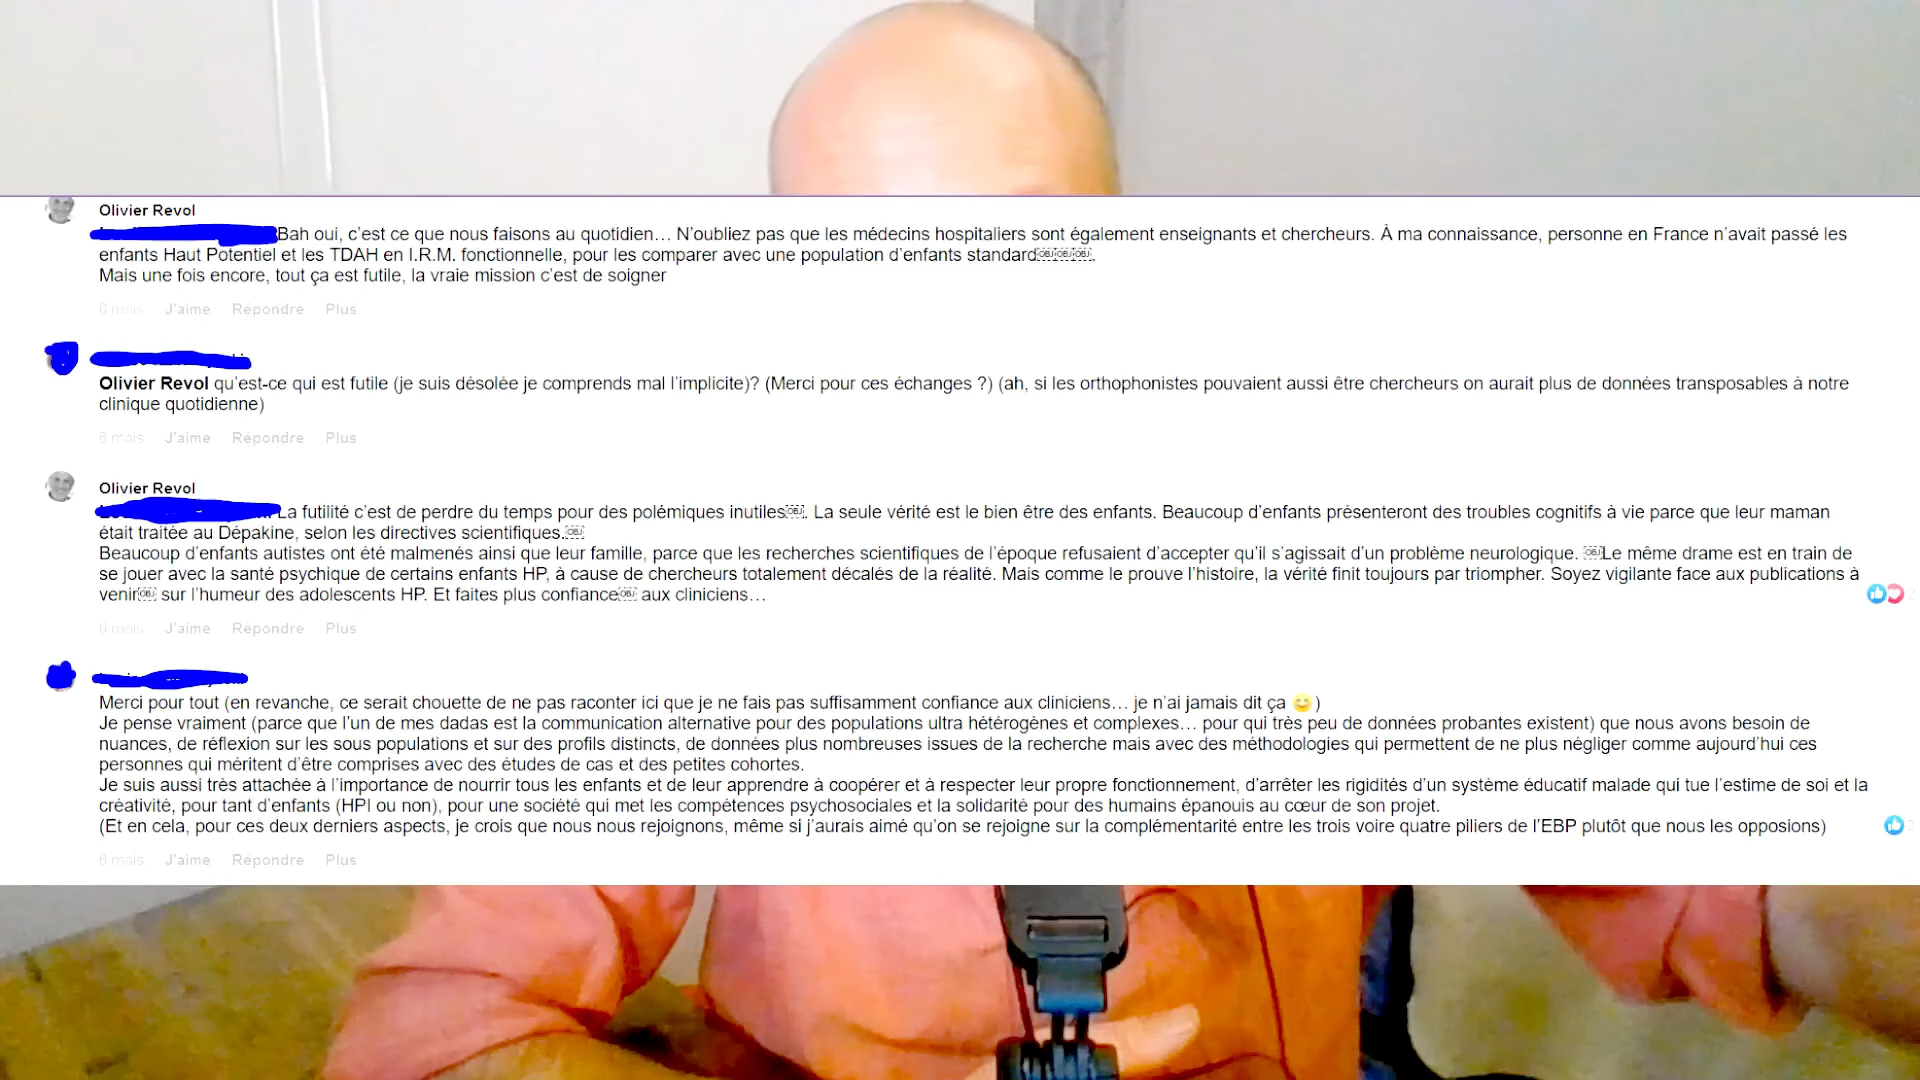 Olivier Revol
Bah oui, c’est ce que nous faisons au quotidien… N’oubliez pas que les médecins hospitaliers sont également enseignants et chercheurs. À ma connaissance, personne en France n’avait passé les
enfants Haut Potentiel et les TDAH en I.R.M. fonctionnelle, pour les comparer avec une population d’enfants standard￼￼￼.
Mais une fois encore, tout ça est futile, la vraie mission c’est de soigner
6 mois J’aime Répondre Plus
Olivier Revol qu’est-ce qui est futile (je suis désolée je comprends mal l’implicite)? (Merci pour ces échanges ?) (ah, si les orthophonistes pouvaient aussi être chercheurs on aurait plus de données transposables à notre
clinique quotidienne)
6 mois J’aime Répondre Plus
Olivier Revol
La futilité c’est de perdre du temps pour des polémiques inutiles￼. La seule vérité est le bien être des enfants. Beaucoup d’enfants présenteront des troubles cognitifs à vie parce que leur maman
était traitée au Dépakine, selon les directives scientifiques.￼
Beaucoup d’enfants autistes ont été malmenés ainsi que leur famille, parce que les recherches scientifiques de l’époque refusaient d’accepter qu’il s’agissait d’un problème neurologique. ￼Le même drame est en train de
se jouer avec la santé psychique de certains enfants HP, à cause de chercheurs totalement décalés de la réalité. Mais comme le prouve l’histoire, la vérité finit toujours par triompher. Soyez vigilante face aux publications à
venir￼ sur l’humeur des adolescents HP. Et faites plus confiance￼ aux cliniciens… 2
6 mois J’aime Répondre Plus
Merci pour tout (en revanche, ce serait chouette de ne pas raconter ici que je ne fais pas suffisamment confiance aux cliniciens… je n’ai jamais dit ça 😊)
Je pense vraiment (parce que l’un de mes dadas est la communication alternative pour des populations ultra hétérogènes et complexes… pour qui très peu de données probantes existent) que nous avons besoin de
nuances, de réflexion sur les sous populations et sur des profils distincts, de données plus nombreuses issues de la recherche mais avec des méthodologies qui permettent de ne plus négliger comme aujourd’hui ces
personnes qui méritent d’être comprises avec des études de cas et des petites cohortes.
Je suis aussi très attachée à l’importance de nourrir tous les enfants et de leur apprendre à coopérer et à respecter leur propre fonctionnement, d’arrêter les rigidités d’un système éducatif malade qui tue l’estime de soi et la
créativité, pour tant d’enfants (HPI ou non), pour une société qui met les compétences psychosociales et la solidarité pour des humains épanouis au cœur de son projet.
(Et en cela, pour ces deux derniers aspects, je crois que nous nous rejoignons, même si j’aurais aimé qu’on se rejoigne sur la complémentarité entre les trois voire quatre piliers de l’EBP plutôt que nous les opposions) 2
6 mois J’aime Répondre Plus